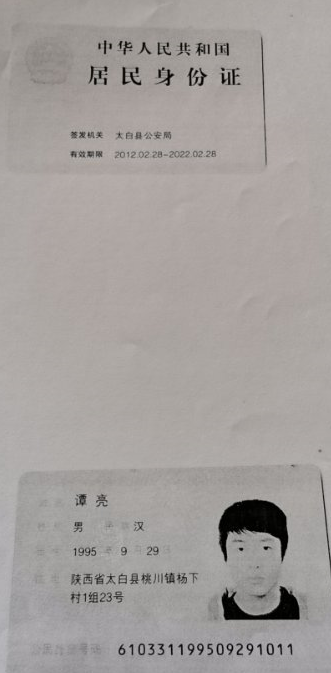 中华人民共和国
居民身份证
签发机关 太白县公安局
有效期限 2012.02.28-2022.02.28
谭亮
男 汉
1995 9 29
陕西省太白县桃川镇杨下
村1组23号
610331199509291011